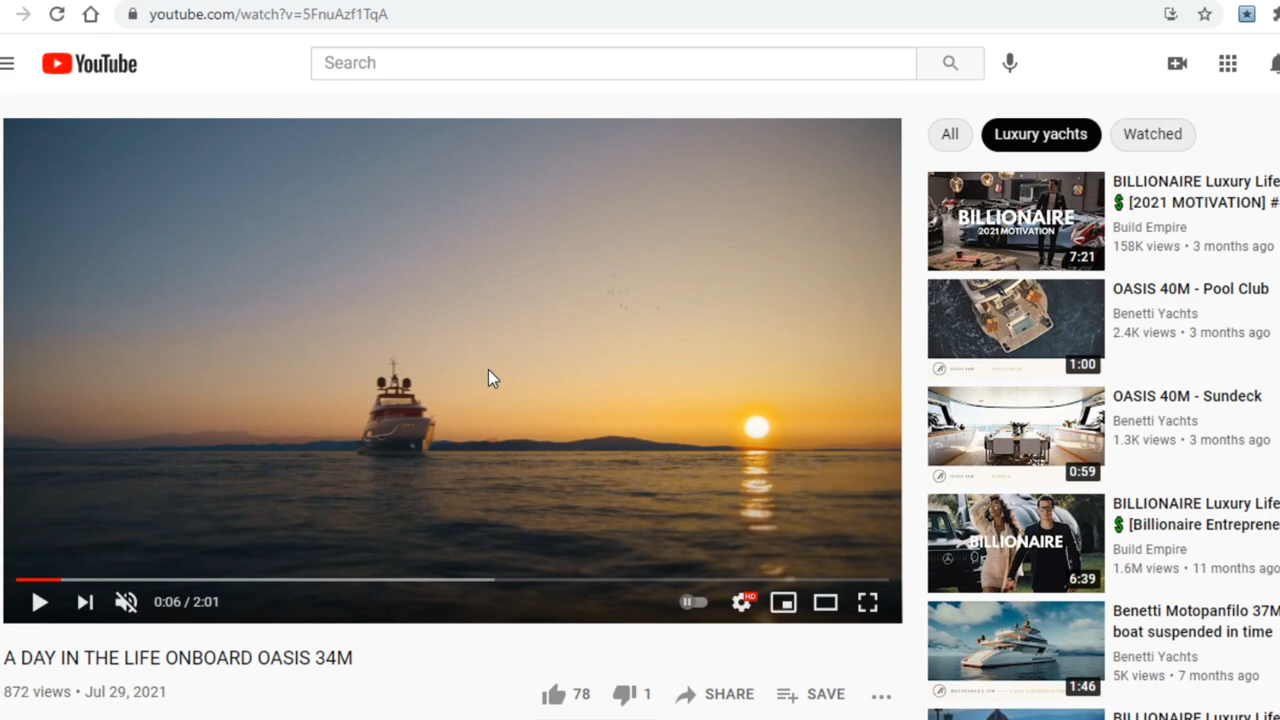 youtube.com/watch?v=5FnuAzf1TqA
YouTube
Search
All
Luxury yachts
Watched
BILLIONAIRE
2021 MOTIVATION
7:21
BILLIONAIRE Luxury Life
[2021 MOTIVATION] #
Build Empire
158K views • 3 months ago
1:00
OASIS 40M - Pool Club
Benetti Yachts
2.4K views • 3 months ago
0:59
OASIS 40M - Sundeck
Benetti Yachts
1.3K views • 3 months ago
BILLIONAIRE
6:39
BILLIONAIRE Luxury Life
[Billionaire Entreprene
Build Empire
1.6M views • 11 months ago
1:46
Benetti Motopanfilo 37M
boat suspended in time
Benetti Yachts
5K views • 7 months ago
BILLIONAIRE Luxury Life
0:06 / 2:01
HD
A DAY IN THE LIFE ONBOARD OASIS 34M
872 views • Jul 29, 2021
78
1
SHARE
SAVE